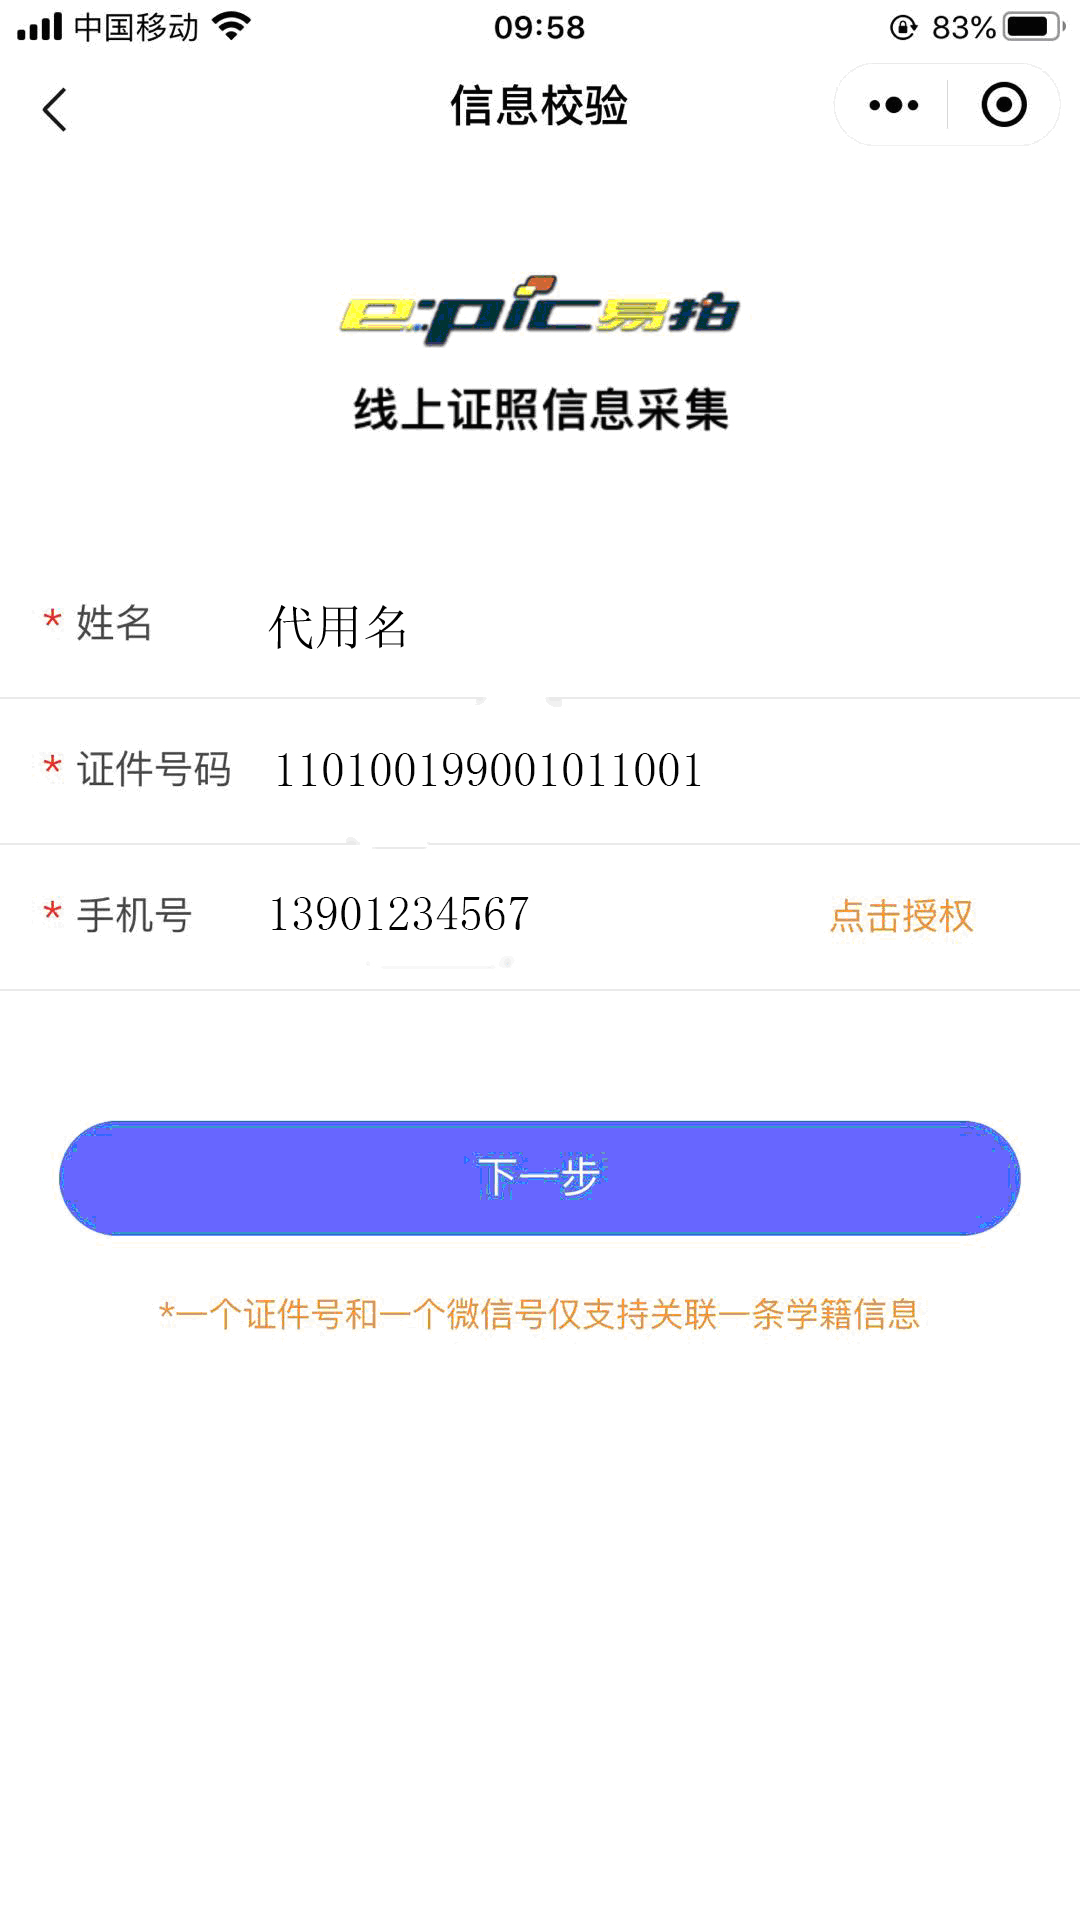 中国移动 09:58 83%
信息校验
e:pic易拍
线上证照信息采集
* 姓名 代用名
* 证件号码 110100199001011001
* 手机号 13901234567 点击授权
下一步
*一个证件号和一个微信号仅支持关联一条学籍信息